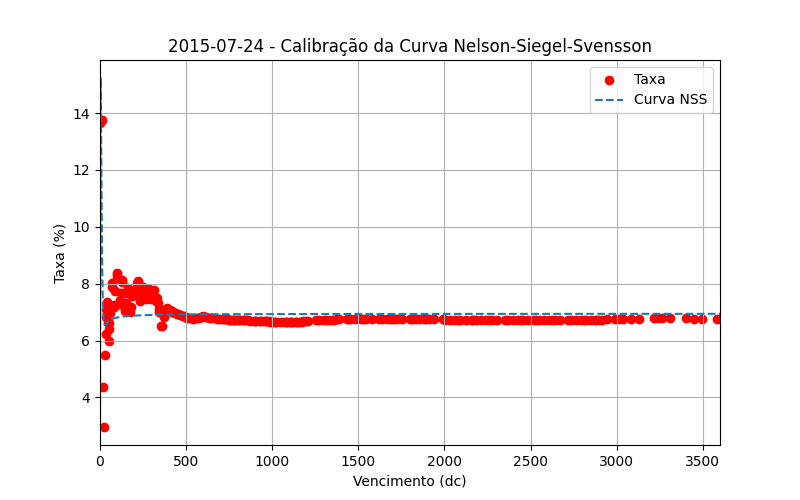 2015-07-24 - Calibração da Curva Nelson-Siegel-Svensson
Taxa
Curva NSS
Taxa (%)
14
12
10
8
6
4
0 500 1000 1500 2000 2500 3000 3500
Vencimento (dc)